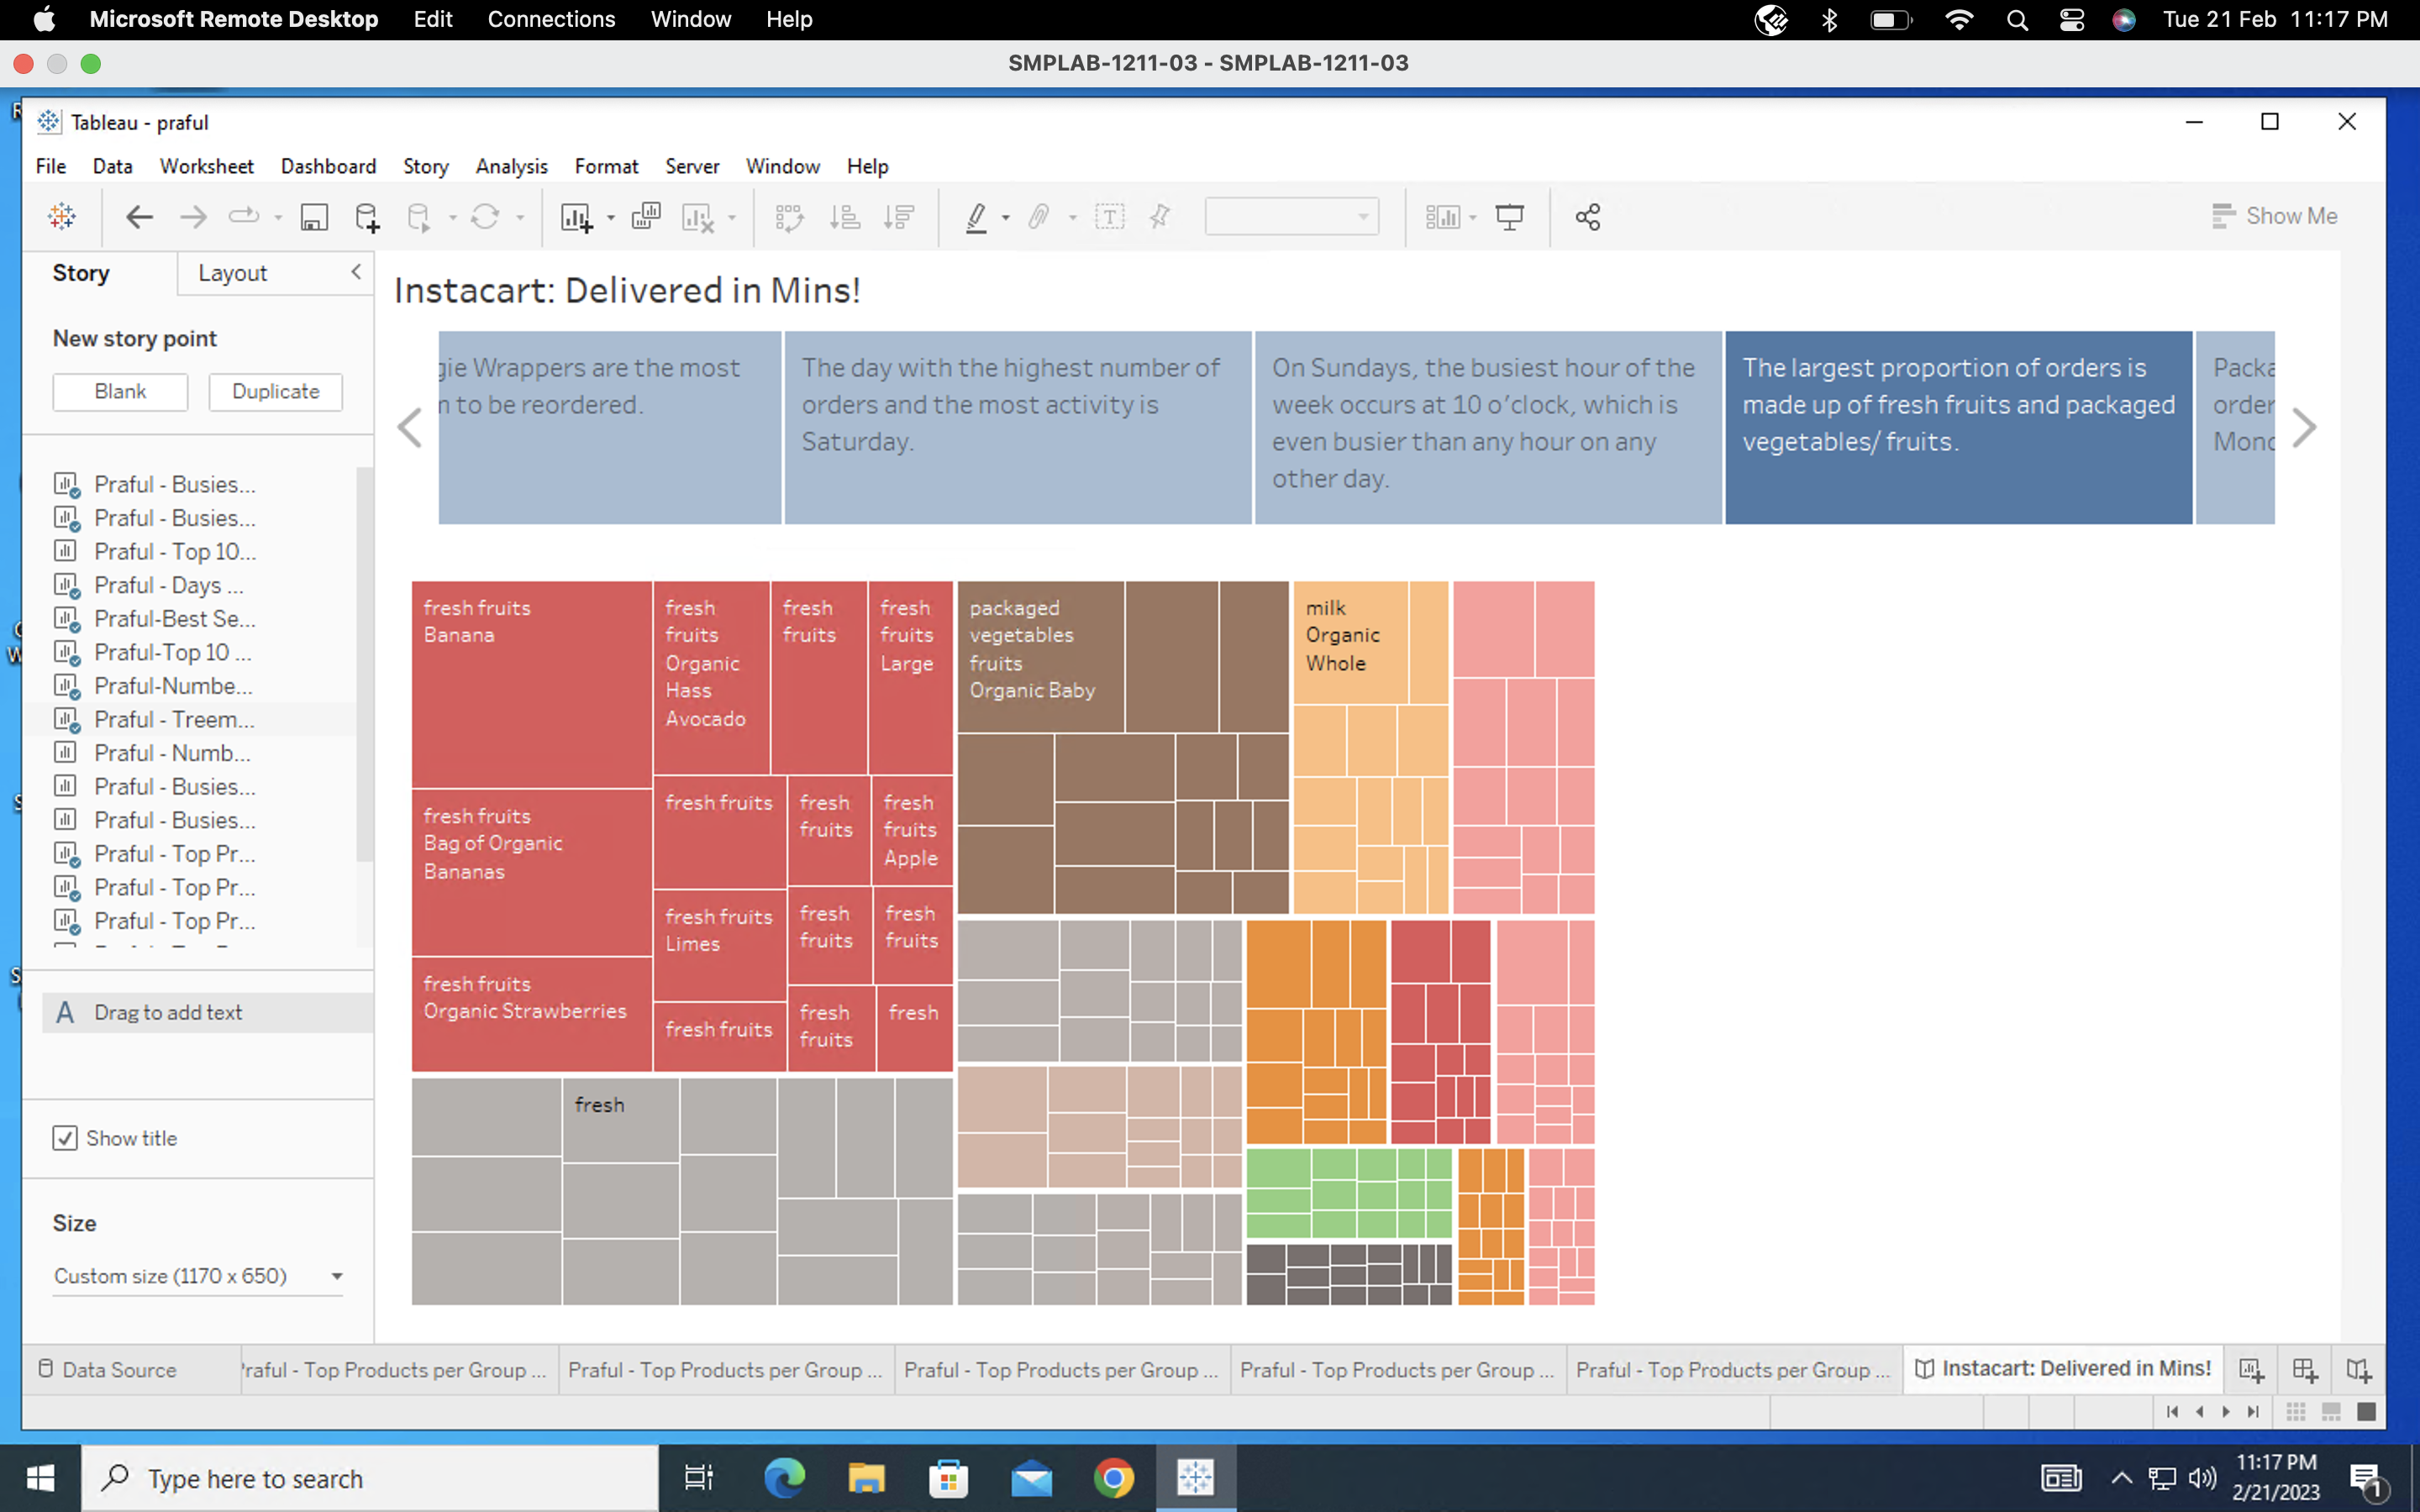 Microsoft Remote Desktop Edit Connections Window Help Tue 21 Feb 11:17 PM
SMPLAB-1211-03 - SMPLAB-1211-03
Tableau - praful
File Data Worksheet Dashboard Story Analysis Format Server Window Help
Show Me
Story Layout
New story point
Blank Duplicate
Praful - Busies...
Praful - Busies...
Praful - Top 10...
Praful - Days ...
Praful-Best Se...
Praful-Top 10 ...
Praful-Numbe...
Praful - Treem...
Praful - Numb...
Praful - Busies...
Praful - Busies...
Praful - Top Pr...
Praful - Top Pr...
Praful - Top Pr...
A Drag to add text
Show title
Size
Custom size (1170 x 650)
Instacart: Delivered in Mins!
gie Wrappers are the most
to be reordered.
The day with the highest number of
orders and the most activity is
Saturday.
On Sundays, the busiest hour of the
week occurs at 10 o'clock, which is
even busier than any hour on any
other day.
The largest proportion of orders is
made up of fresh fruits and packaged
vegetables/ fruits.
Packa
order
Mond
fresh fruits
Banana
fresh
fruits
Organic
Hass
Avocado
fresh
fruits
fresh
fruits
Large
packaged
vegetables
fruits
Organic Baby
milk
Organic
Whole
fresh fruits
Bag of Organic
Bananas
fresh fruits
fresh
fruits
fresh
fruits
Apple
fresh fruits
Limes
fresh
fruits
fresh
fruits
fresh fruits
Organic Strawberries
fresh fruits
fresh
fruits
fresh
fresh
Data Source
raful - Top Products per Group ...
Praful - Top Products per Group ...
Praful - Top Products per Group ...
Praful - Top Products per Group ...
Praful - Top Products per Group ...
Instacart: Delivered in Mins!
Type here to search
11:17 PM
2/21/2023
1